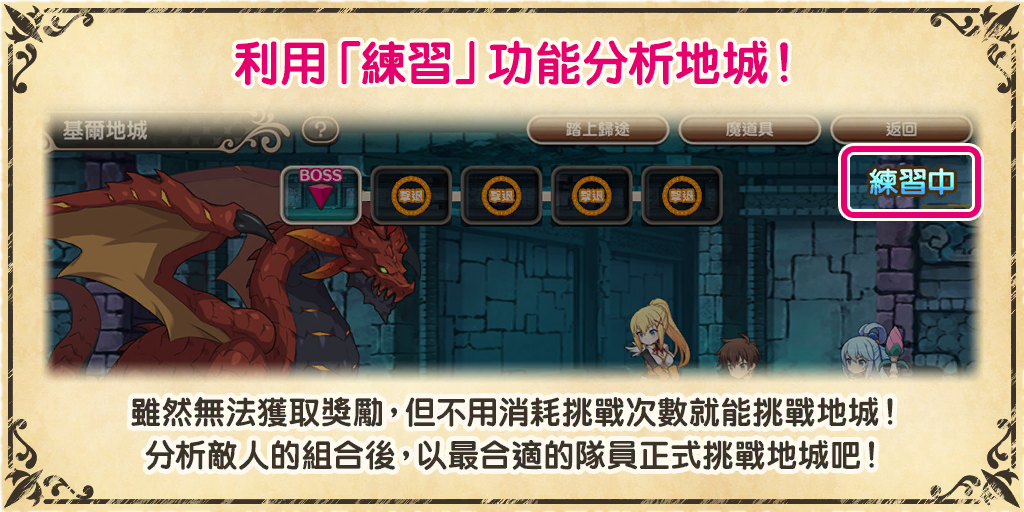 利用「練習」功能分析地城！
基爾地城
?
踏上歸途
魔道具
返回
BOSS
擊退
擊退
擊退
擊退
練習中
雖然無法獲取獎勵，但不用消耗挑戰次數就能挑戰地城！
分析敵人的組合後，以最合適的隊員正式挑戰地城吧！